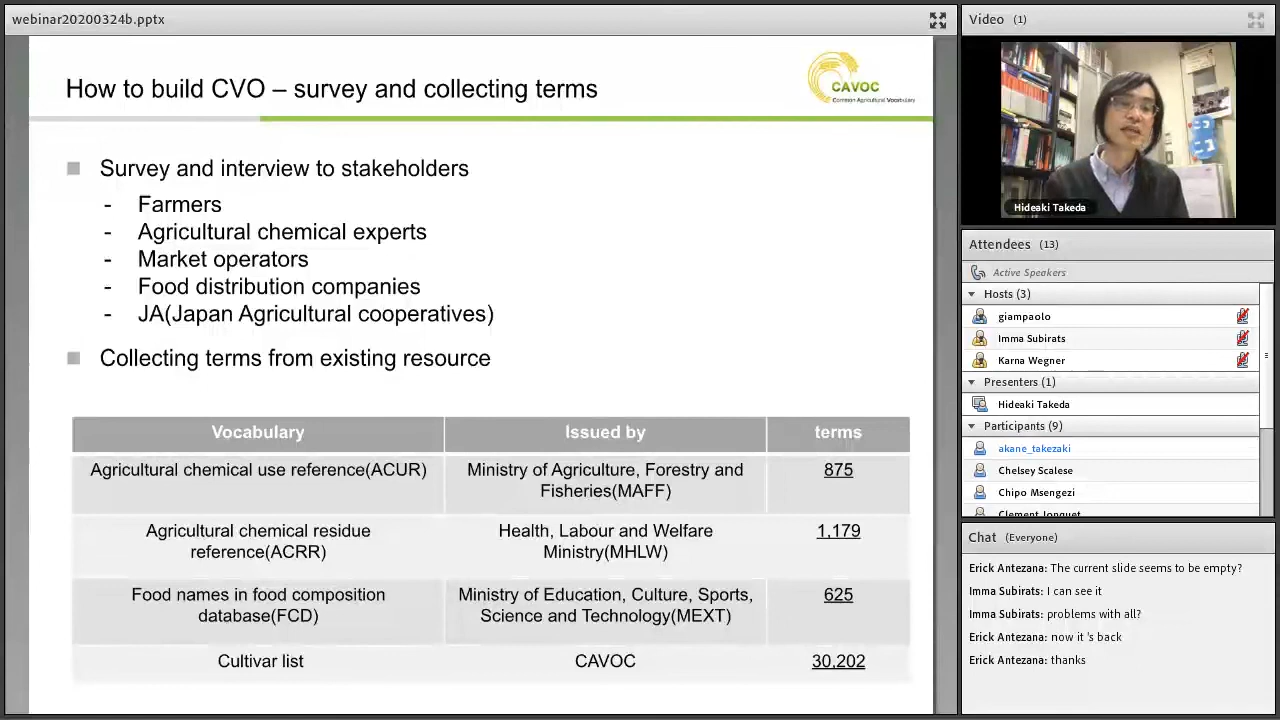 webinar20200324b.pptx
How to build CVO – survey and collecting terms
CAVOC
Common Agricultural Vocabulary
Survey and interview to stakeholders
- Farmers
- Agricultural chemical experts
- Market operators
- Food distribution companies
- JA(Japan Agricultural cooperatives)
Collecting terms from existing resource
Vocabulary Issued by terms
Agricultural chemical use reference(ACUR) Ministry of Agriculture, Forestry and 875
Fisheries(MAFF)
Agricultural chemical residue Health, Labour and Welfare 1,179
reference(ACRR) Ministry(MHLW)
Food names in food composition Ministry of Education, Culture, Sports, 625
database(FCD) Science and Technology(MEXT)
Cultivar list CAVOC 30,202
Video (1)
Hideaki Takeda
Attendees (13)
Active Speakers
Hosts (3)
giampaolo
Imma Subirats
Karna Wegner
Presenters (1)
Hideaki Takeda
Participants (9)
akane_takezaki
Chelsey Scalese
Chipo Msengezi
Clement Jonquet
Chat (Everyone)
Erick Antezana: The current slide seems to be empty?
Imma Subirats: I can see it
Imma Subirats: problems with all?
Erick Antezana: now it 's back
Erick Antezana: thanks